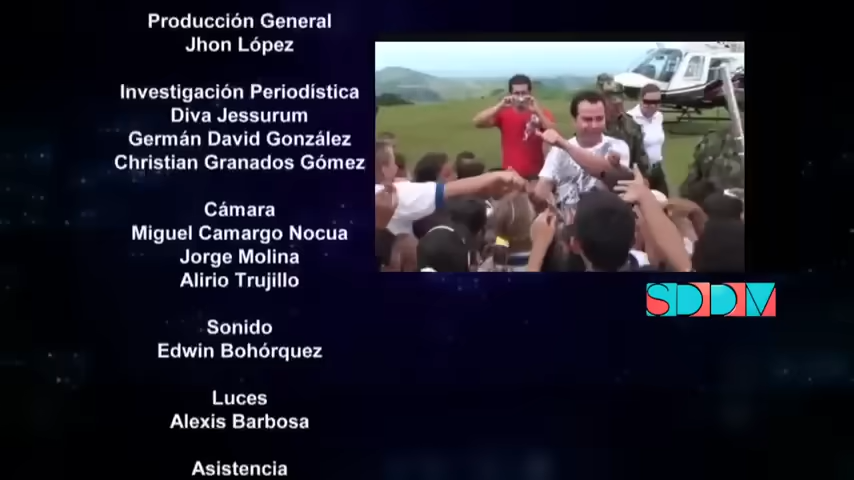 Producción General
Jhon López
Investigación Periodística
Diva Jessurum
Germán David González
Christian Granados Gómez
Cámara
Miguel Camargo Nocua
Jorge Molina
Alirio Trujillo
Sonido
Edwin Bohórquez
Luces
Alexis Barbosa
Asistencia
SDDM